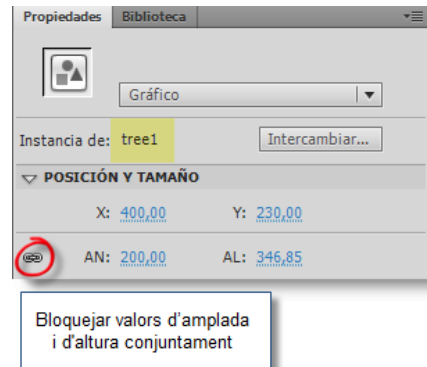 Propiedades Biblioteca
Gráfico
Instancia de: tree1 Intercambiar...
POSICIÓN Y TAMAÑO
X: 400,00 Y: 230,00
AN: 200,00 AL: 346,85
Bloquejar valors d'amplada
i d'altura conjuntament